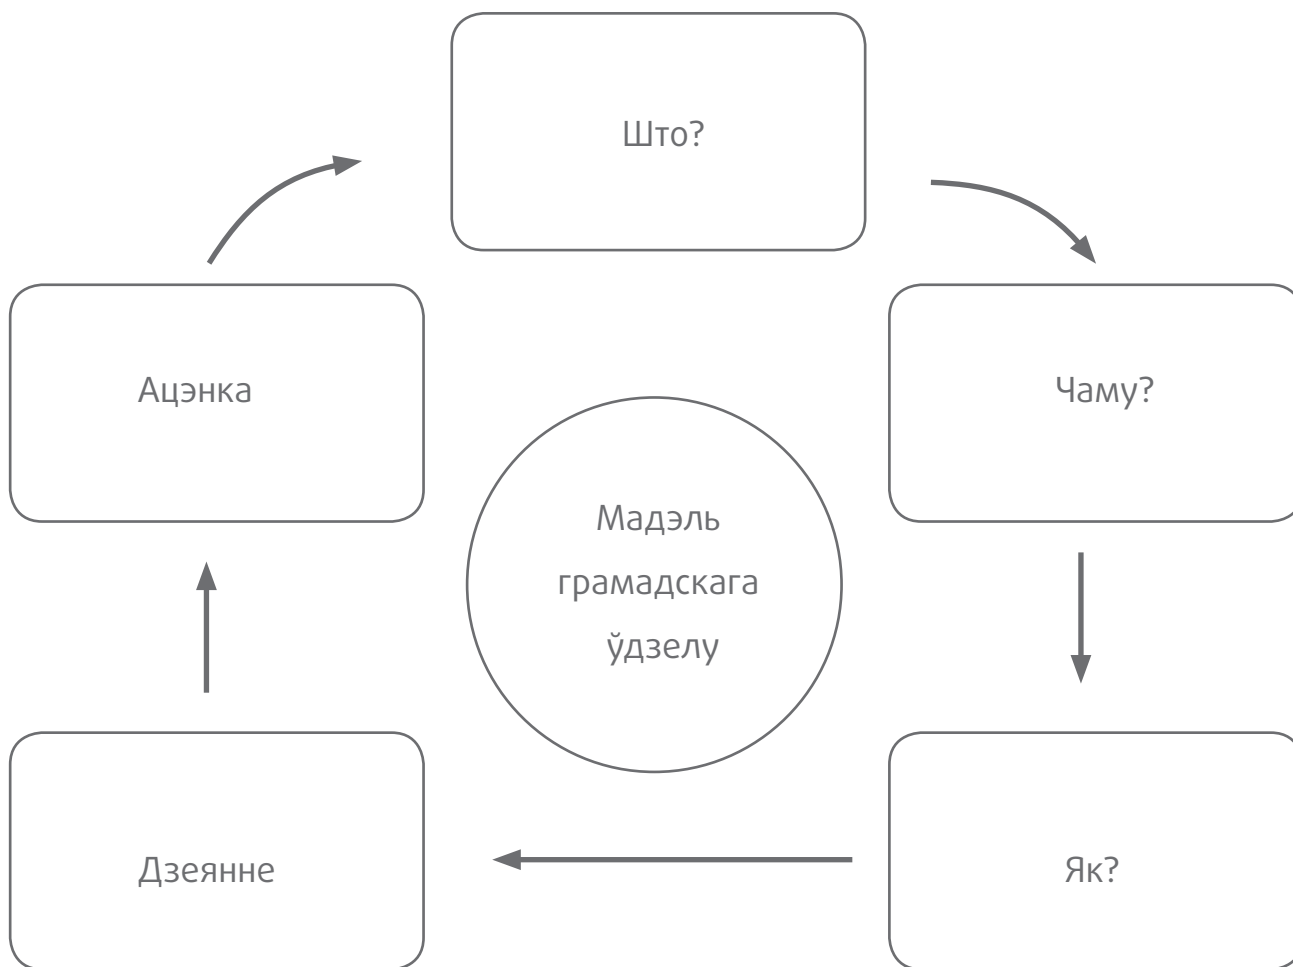 Што?
Ацэнка
Чаму?
Мадэль
грамадскага
ўдзелу
Дзеянне
Як?